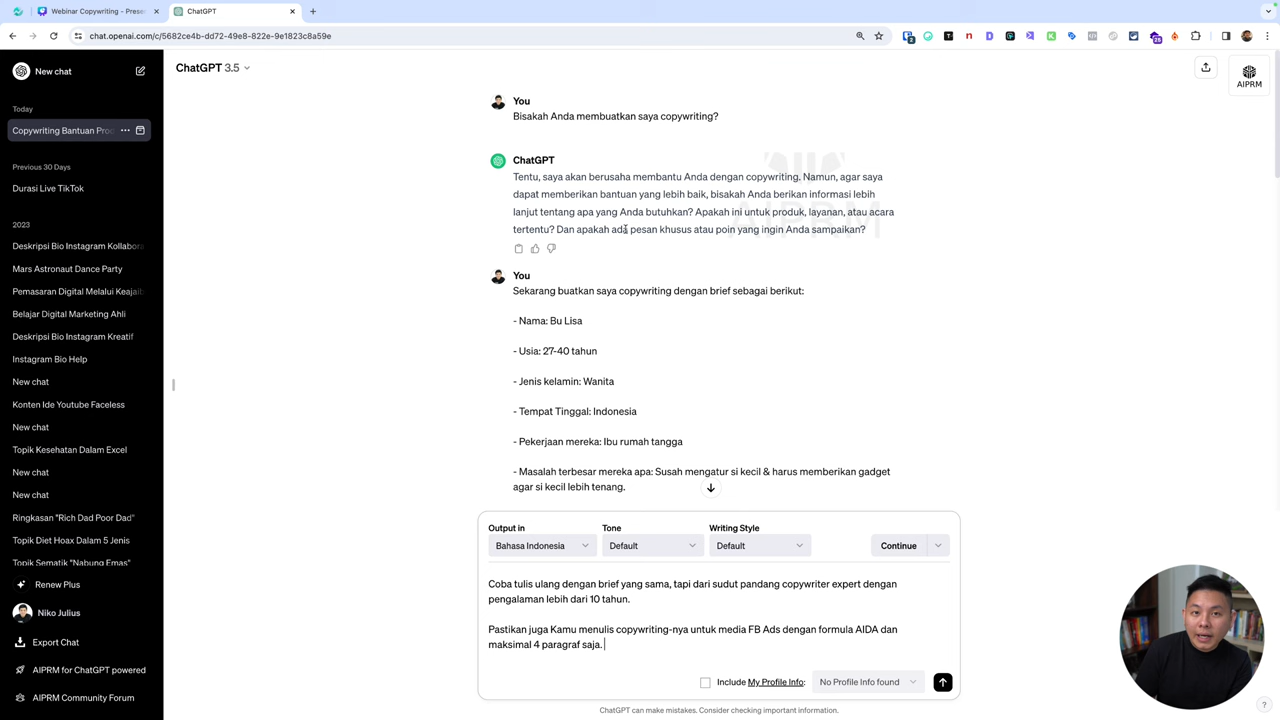 Webinar Copywriting - Prese
ChatGPT
chat.openai.com/c/5682ce4b-dd72-49e8-822e-9e1823c8a59e
New chat
Today
Copywriting Bantuan Proc
Previous 30 Days
Durasi Live TikTok
2023
Deskripsi Bio Instagram Kollabora
Mars Astronaut Dance Party
Pemasaran Digital Melalui Keajaib
Belajar Digital Marketing Ahli
Deskripsi Bio Instagram Kreatif
Instagram Bio Help
New chat
Konten Ide Youtube Faceless
New chat
Topik Kesehatan Dalam Excel
New chat
New chat
Ringkasan "Rich Dad Poor Dad"
Topik Diet Hoax Dalam 5 Jenis
Topik Sematik "Nabung Emas"
Renew Plus
Niko Julius
Export Chat
AIPRM for ChatGPT powered
AIPRM Community Forum
ChatGPT 3.5
AIPRM
You
Bisakah Anda membuatkan saya copywriting?
ChatGPT
Tentu, saya akan berusaha membantu Anda dengan copywriting. Namun, agar saya
dapat memberikan bantuan yang lebih baik, bisakah Anda berikan informasi lebih
lanjut tentang apa yang Anda butuhkan? Apakah ini untuk produk, layanan, atau acara
tertentu? Dan apakah ada pesan khusus atau poin yang ingin Anda sampaikan?
AIPRM
You
Sekarang buatkan saya copywriting dengan brief sebagai berikut:
- Nama: Bu Lisa
- Usia: 27-40 tahun
- Jenis kelamin: Wanita
- Tempat Tinggal: Indonesia
- Pekerjaan mereka: Ibu rumah tangga
- Masalah terbesar mereka apa: Susah mengatur si kecil & harus memberikan gadget
agar si kecil lebih tenang.
Output in
Tone
Writing Style
Bahasa Indonesia
Default
Default
Continue
Coba tulis ulang dengan brief yang sama, tapi dari sudut pandang copywriter expert dengan
pengalaman lebih dari 10 tahun.
Pastikan juga Kamu menulis copywriting-nya untuk media FB Ads dengan formula AIDA dan
maksimal 4 paragraf saja.
Include My Profile Info:
No Profile Info found
ChatGPT can make mistakes. Consider checking important information.